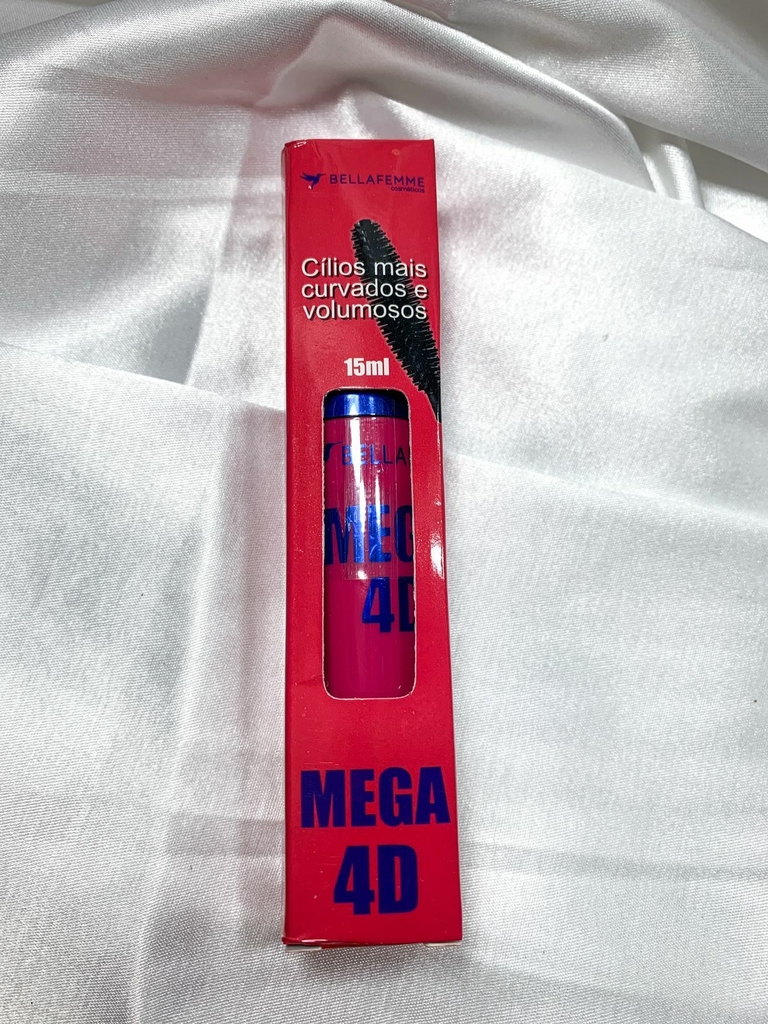 BELLAFEMME
cosméticos
Cílios mais
curvados e
volumosos
15ml
BELLA
MEG
4D
MEGA
4D